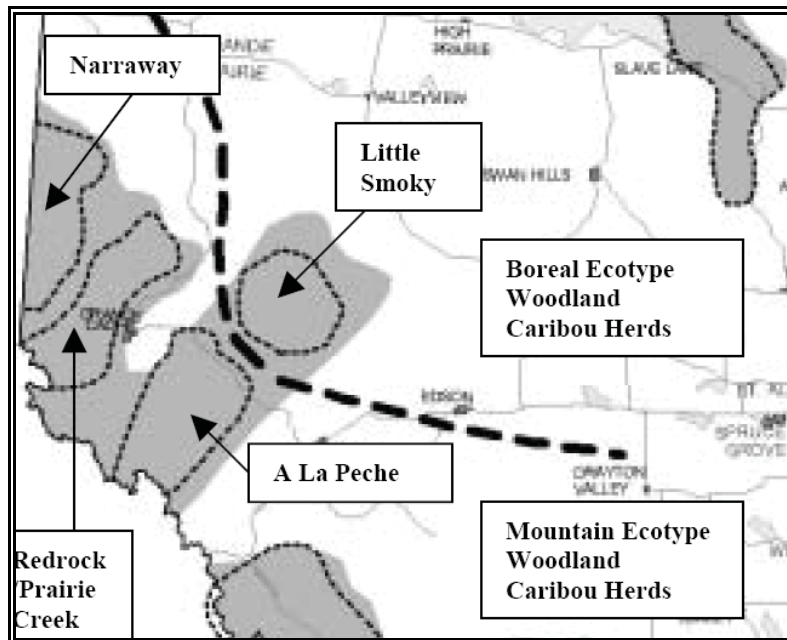 Narraway
HIGH
PRAIRIE
SLAVE LAKE
VALLEYVIEW
Little
Smoky
SWAN HILLS
Boreal Ecotype
Woodland
Caribou Herds
EDSON
A La Peche
DRAYTON
VALLEY
SPRUCE
GROVE
Mountain Ecotype
Woodland
Caribou Herds
Redrock
/Prairie
Creek